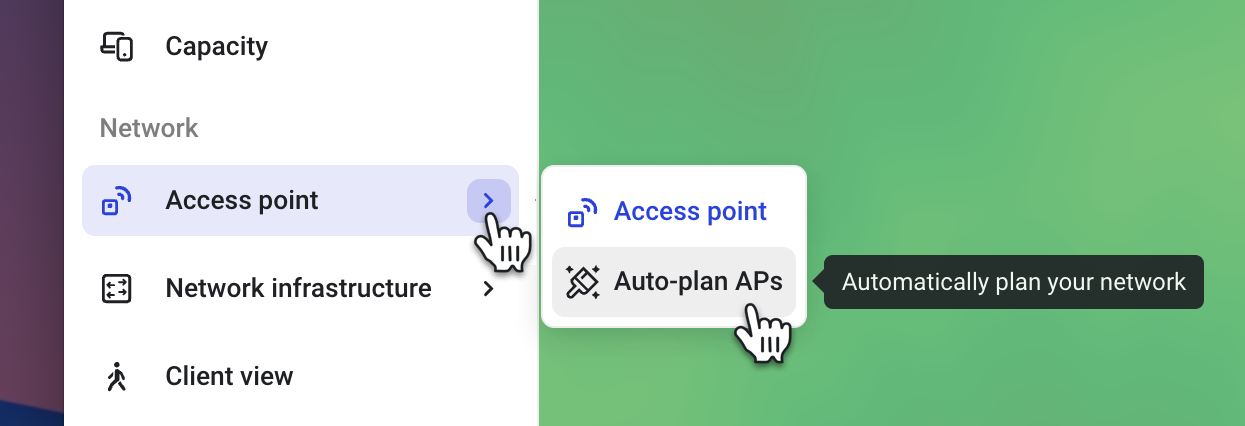 Capacity
Network
Access point
Access point
Auto-plan APs
Automatically plan your network
Network infrastructure
Client view